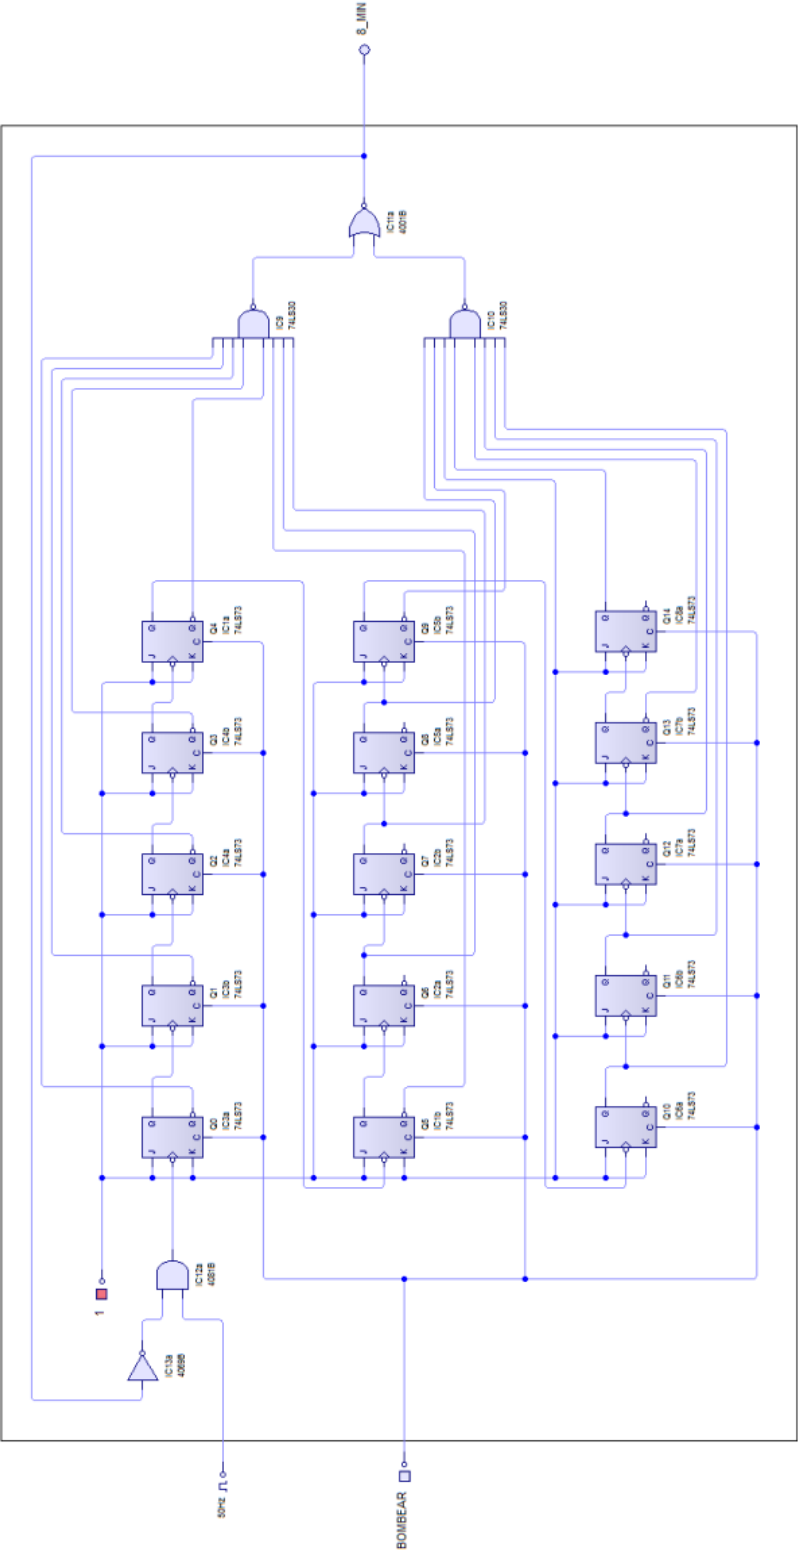 1
IC13a
4069B
IC12a
4081B
50Hz
J
Q
K
C
Q
Q0
IC3a
74LS73
J
Q
K
C
Q
Q1
IC3b
74LS73
J
Q
K
C
Q
Q2
IC4a
74LS73
J
Q
K
C
Q
Q3
IC4b
74LS73
J
Q
K
C
Q
Q4
IC1a
74LS73
IC9
74LS30
IC11a
4001B
8_MIN
BOMBEAR
J
Q
K
C
Q
Q5
IC1b
74LS73
J
Q
K
C
Q
Q6
IC2a
74LS73
J
Q
K
C
Q
Q7
IC2b
74LS73
J
Q
K
C
Q
Q8
IC5a
74LS73
J
Q
K
C
Q
Q9
IC5b
74LS73
IC10
74LS30
J
Q
K
C
Q
Q10
IC6a
74LS73
J
Q
K
C
Q
Q11
IC6b
74LS73
J
Q
K
C
Q
Q12
IC7a
74LS73
J
Q
K
C
Q
Q13
IC7b
74LS73
J
Q
K
C
Q
Q14
IC8a
74LS73